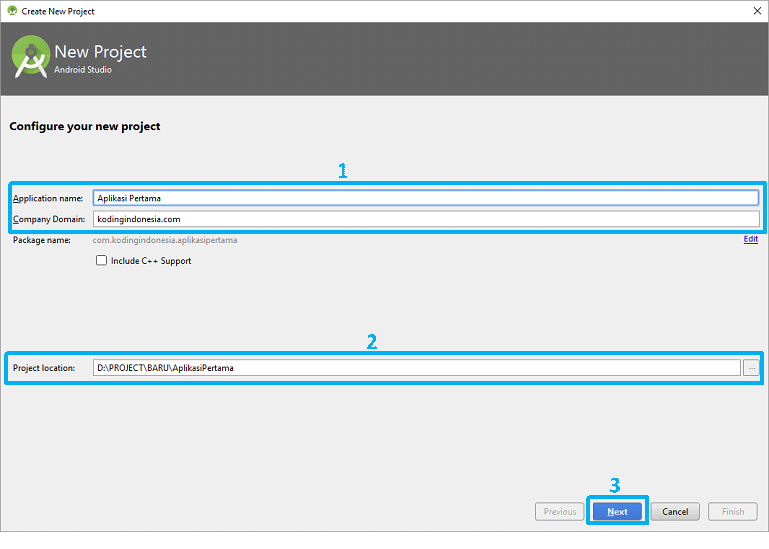 Create New Project
New Project
Android Studio
Configure your new project
1
Application name: Aplikasi Pertama
Company Domain: kodingindonesia.com
Package name: com.kodingindonesia.aplikasipertama Edit
Include C++ Support
2
Project location: D:\PROJECT\BARU\AplikasiPertama ...
3
Previous Next Cancel Finish